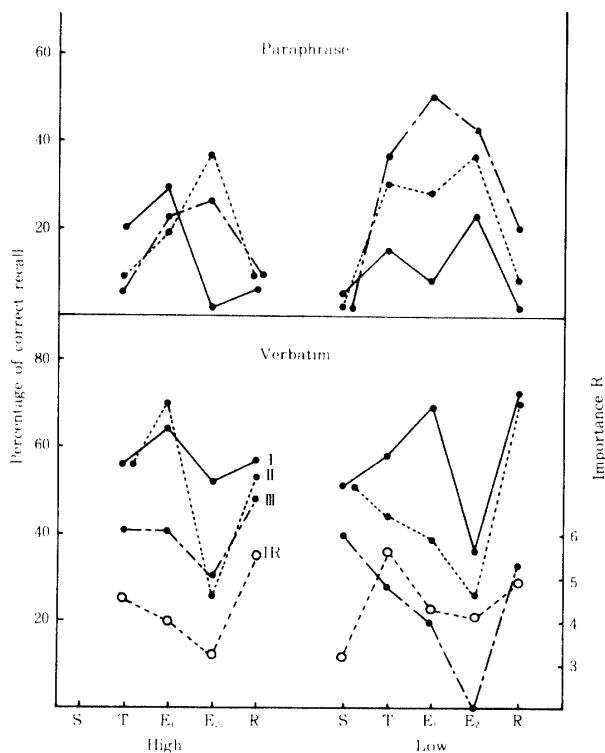 Paraphrase
60
40
20
Percentage of correct recall
Verbatim
80
60
40
20
I
II
III
IR
Importance R
6
5
4
3
S T E₁ E₂ R S T E₁ E₂ R
High Low